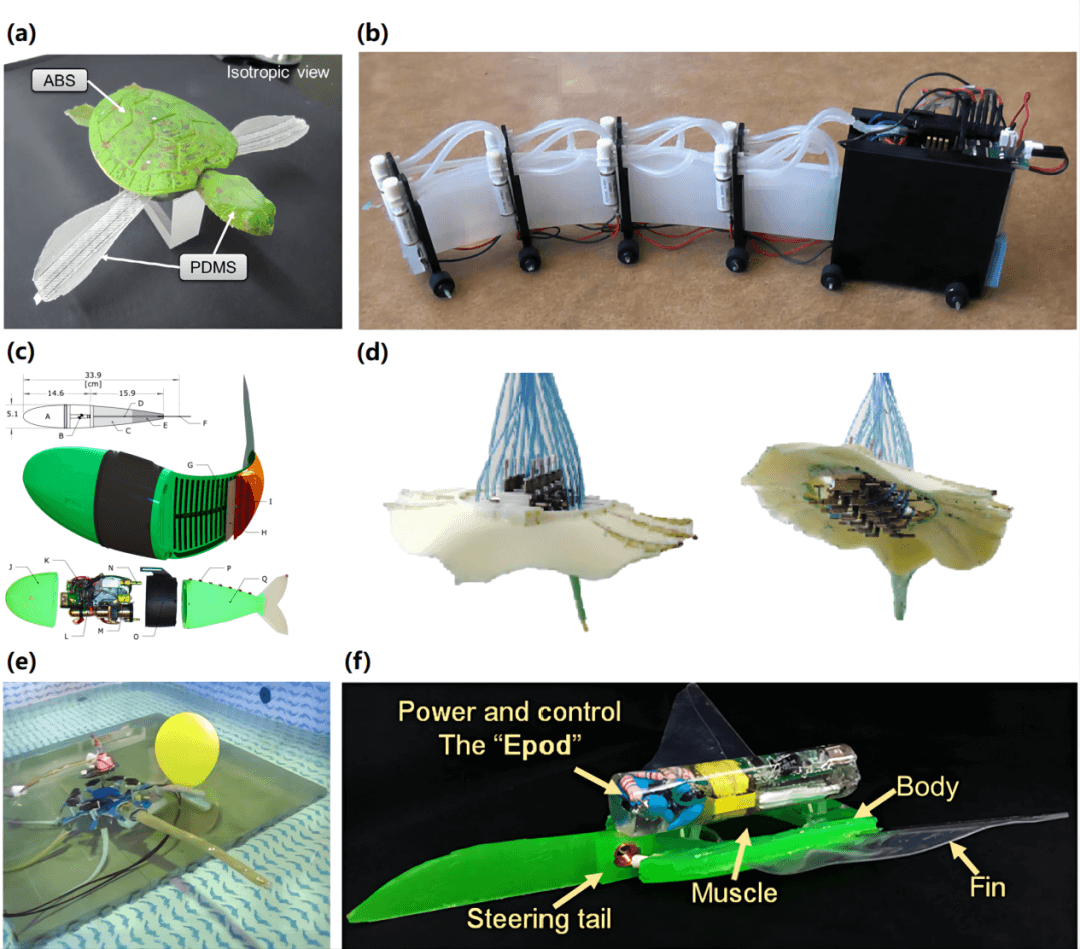 (a)
ABS
Isotropic view
PDMS
(b)
(c)
33.9
[cm]
14.6
15.9
5.1
A
B
C
D
E
F
G
H
I
J
K
L
M
N
O
P
Q
(d)
(e)
(f)
Power and control
The “Epod”
Body
Muscle
Fin
Steering tail